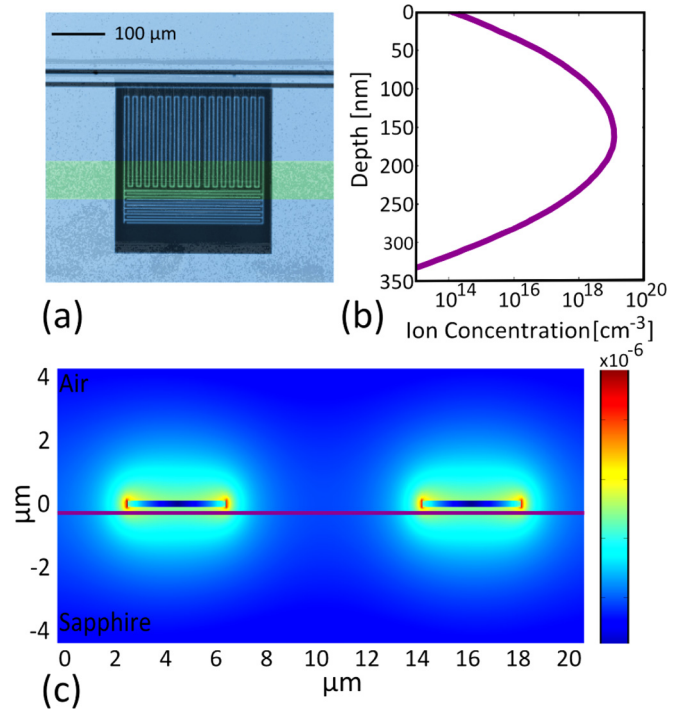 100 µm
(a)
0
50
100
150
200
250
300
350
Depth [nm]
10^14 10^16 10^18 10^20
Ion Concentration[cm^-3]
(b)
x10^-6
4
2
0
-2
-4
µm
Air
Sapphire
0 2 4 6 8 10 12 14 16 18 20
µm
(c)